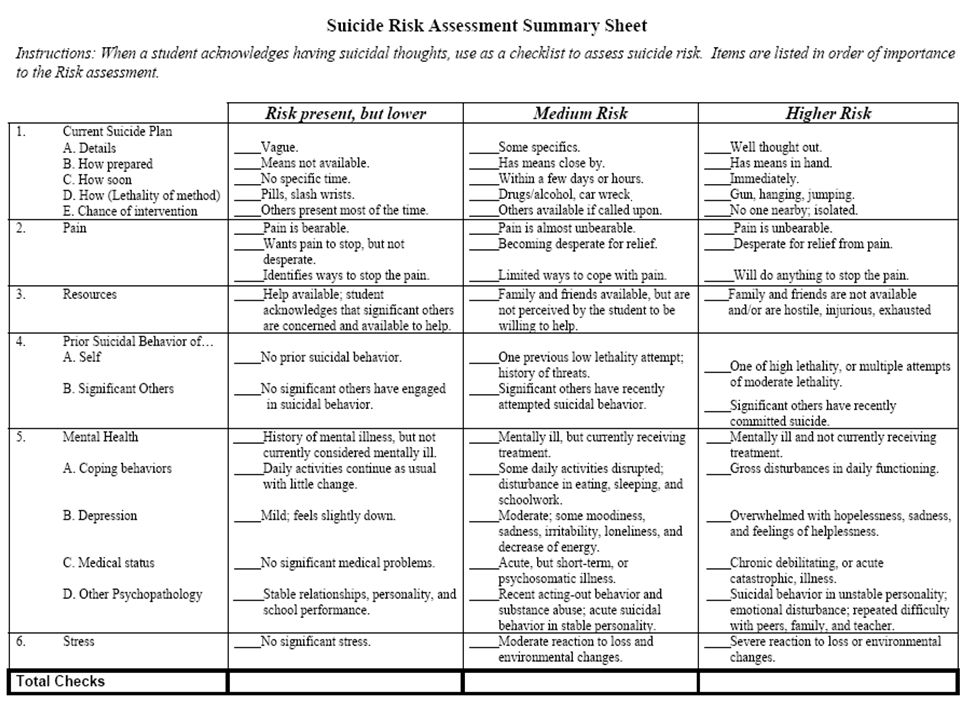 Suicide Risk Assessment Summary Sheet
Instructions: When a student acknowledges having suicidal thoughts, use as a checklist to assess suicide risk. Items are listed in order of importance
to the Risk assessment.
Risk present, but lower Medium Risk Higher Risk
1. Current Suicide Plan
A. Details ____Vague. ____Some specifics. ____Well thought out.
B. How prepared ____Means not available. ____Has means close by. ____Has means in hand.
C. How soon ____No specific time. ____Within a few days or hours. ____Immediately.
D. How (Lethality of method) ____Pills, slash wrists. ____Drugs/alcohol, car wreck ____Gun, hanging, jumping.
E. Chance of intervention ____Others present most of the time. ____Others available if called upon. ____No one nearby; isolated.
2. Pain ____Pain is bearable. ____Pain is almost unbearable. ____Pain is unbearable.
____Wants pain to stop, but not ____Becoming desperate for relief. ____Desperate for relief from pain.
desperate.
____Identifies ways to stop the pain. ____Limited ways to cope with pain. ____Will do anything to stop the pain.
3. Resources ____Help available; student ____Family and friends available, but are ____Family and friends are not available
acknowledges that significant others not perceived by the student to be and/or are hostile, injurious, exhausted
are concerned and available to help. willing to help.
4. Prior Suicidal Behavior of…
A. Self ____No prior suicidal behavior. ____One previous low lethality attempt; ____One of high lethality, or multiple attempts
history of threats. of moderate lethality.
B. Significant Others ____No significant others have engaged ____Significant others have recently ____Significant others have recently
in suicidal behavior. attempted suicidal behavior. committed suicide.
5. Mental Health ____History of mental illness, but not ____Mentally ill, but currently receiving ____Mentally ill and not currently receiving
currently considered mentally ill. treatment. treatment.
A. Coping behaviors ____Daily activities continue as usual ____Some daily activities disrupted; ____Gross disturbances in daily functioning.
with little change. disturbance in eating, sleeping, and
schoolwork.
B. Depression ____Mild; feels slightly down. ____Moderate; some moodiness, ____Overwhelmed with hopelessness, sadness,
sadness, irritability, loneliness, and and feelings of helplessness.
decrease of energy.
C. Medical status ____No significant medical problems. ____Acute, but short-term, or ____Chronic debilitating, or acute
psychosomatic illness. catastrophic, illness.
D. Other Psychopathology ____Stable relationships, personality, and ____Recent acting-out behavior and ____Suicidal behavior in unstable personality;
school performance. substance abuse; acute suicidal emotional disturbance; repeated difficulty
behavior in stable personality. with peers, family, and teacher.
6. Stress ____No significant stress. ____Moderate reaction to loss and ____Severe reaction to loss or environmental
environmental changes. changes.
Total Checks